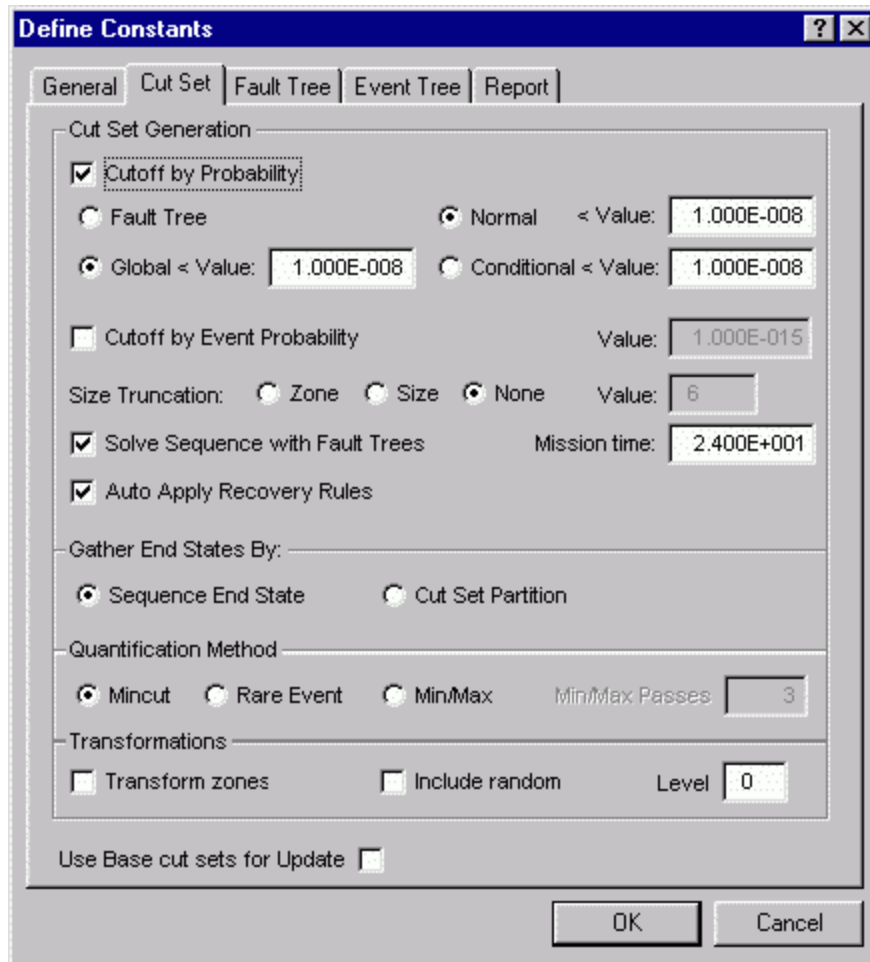 Define Constants
General Cut Set Fault Tree Event Tree Report
Cut Set Generation
Cutoff by Probability
Fault Tree Normal < Value: 1.000E-008
Global < Value: 1.000E-008 Conditional < Value: 1.000E-008
Cutoff by Event Probability Value: 1.000E-015
Size Truncation: Zone Size None Value: 6
Solve Sequence with Fault Trees Mission time: 2.400E+001
Auto Apply Recovery Rules
Gather End States By:
Sequence End State Cut Set Partition
Quantification Method
Mincut Rare Event Min/Max Min/Max Passes 3
Transformations
Transform zones Include random Level 0
Use Base cut sets for Update
OK Cancel